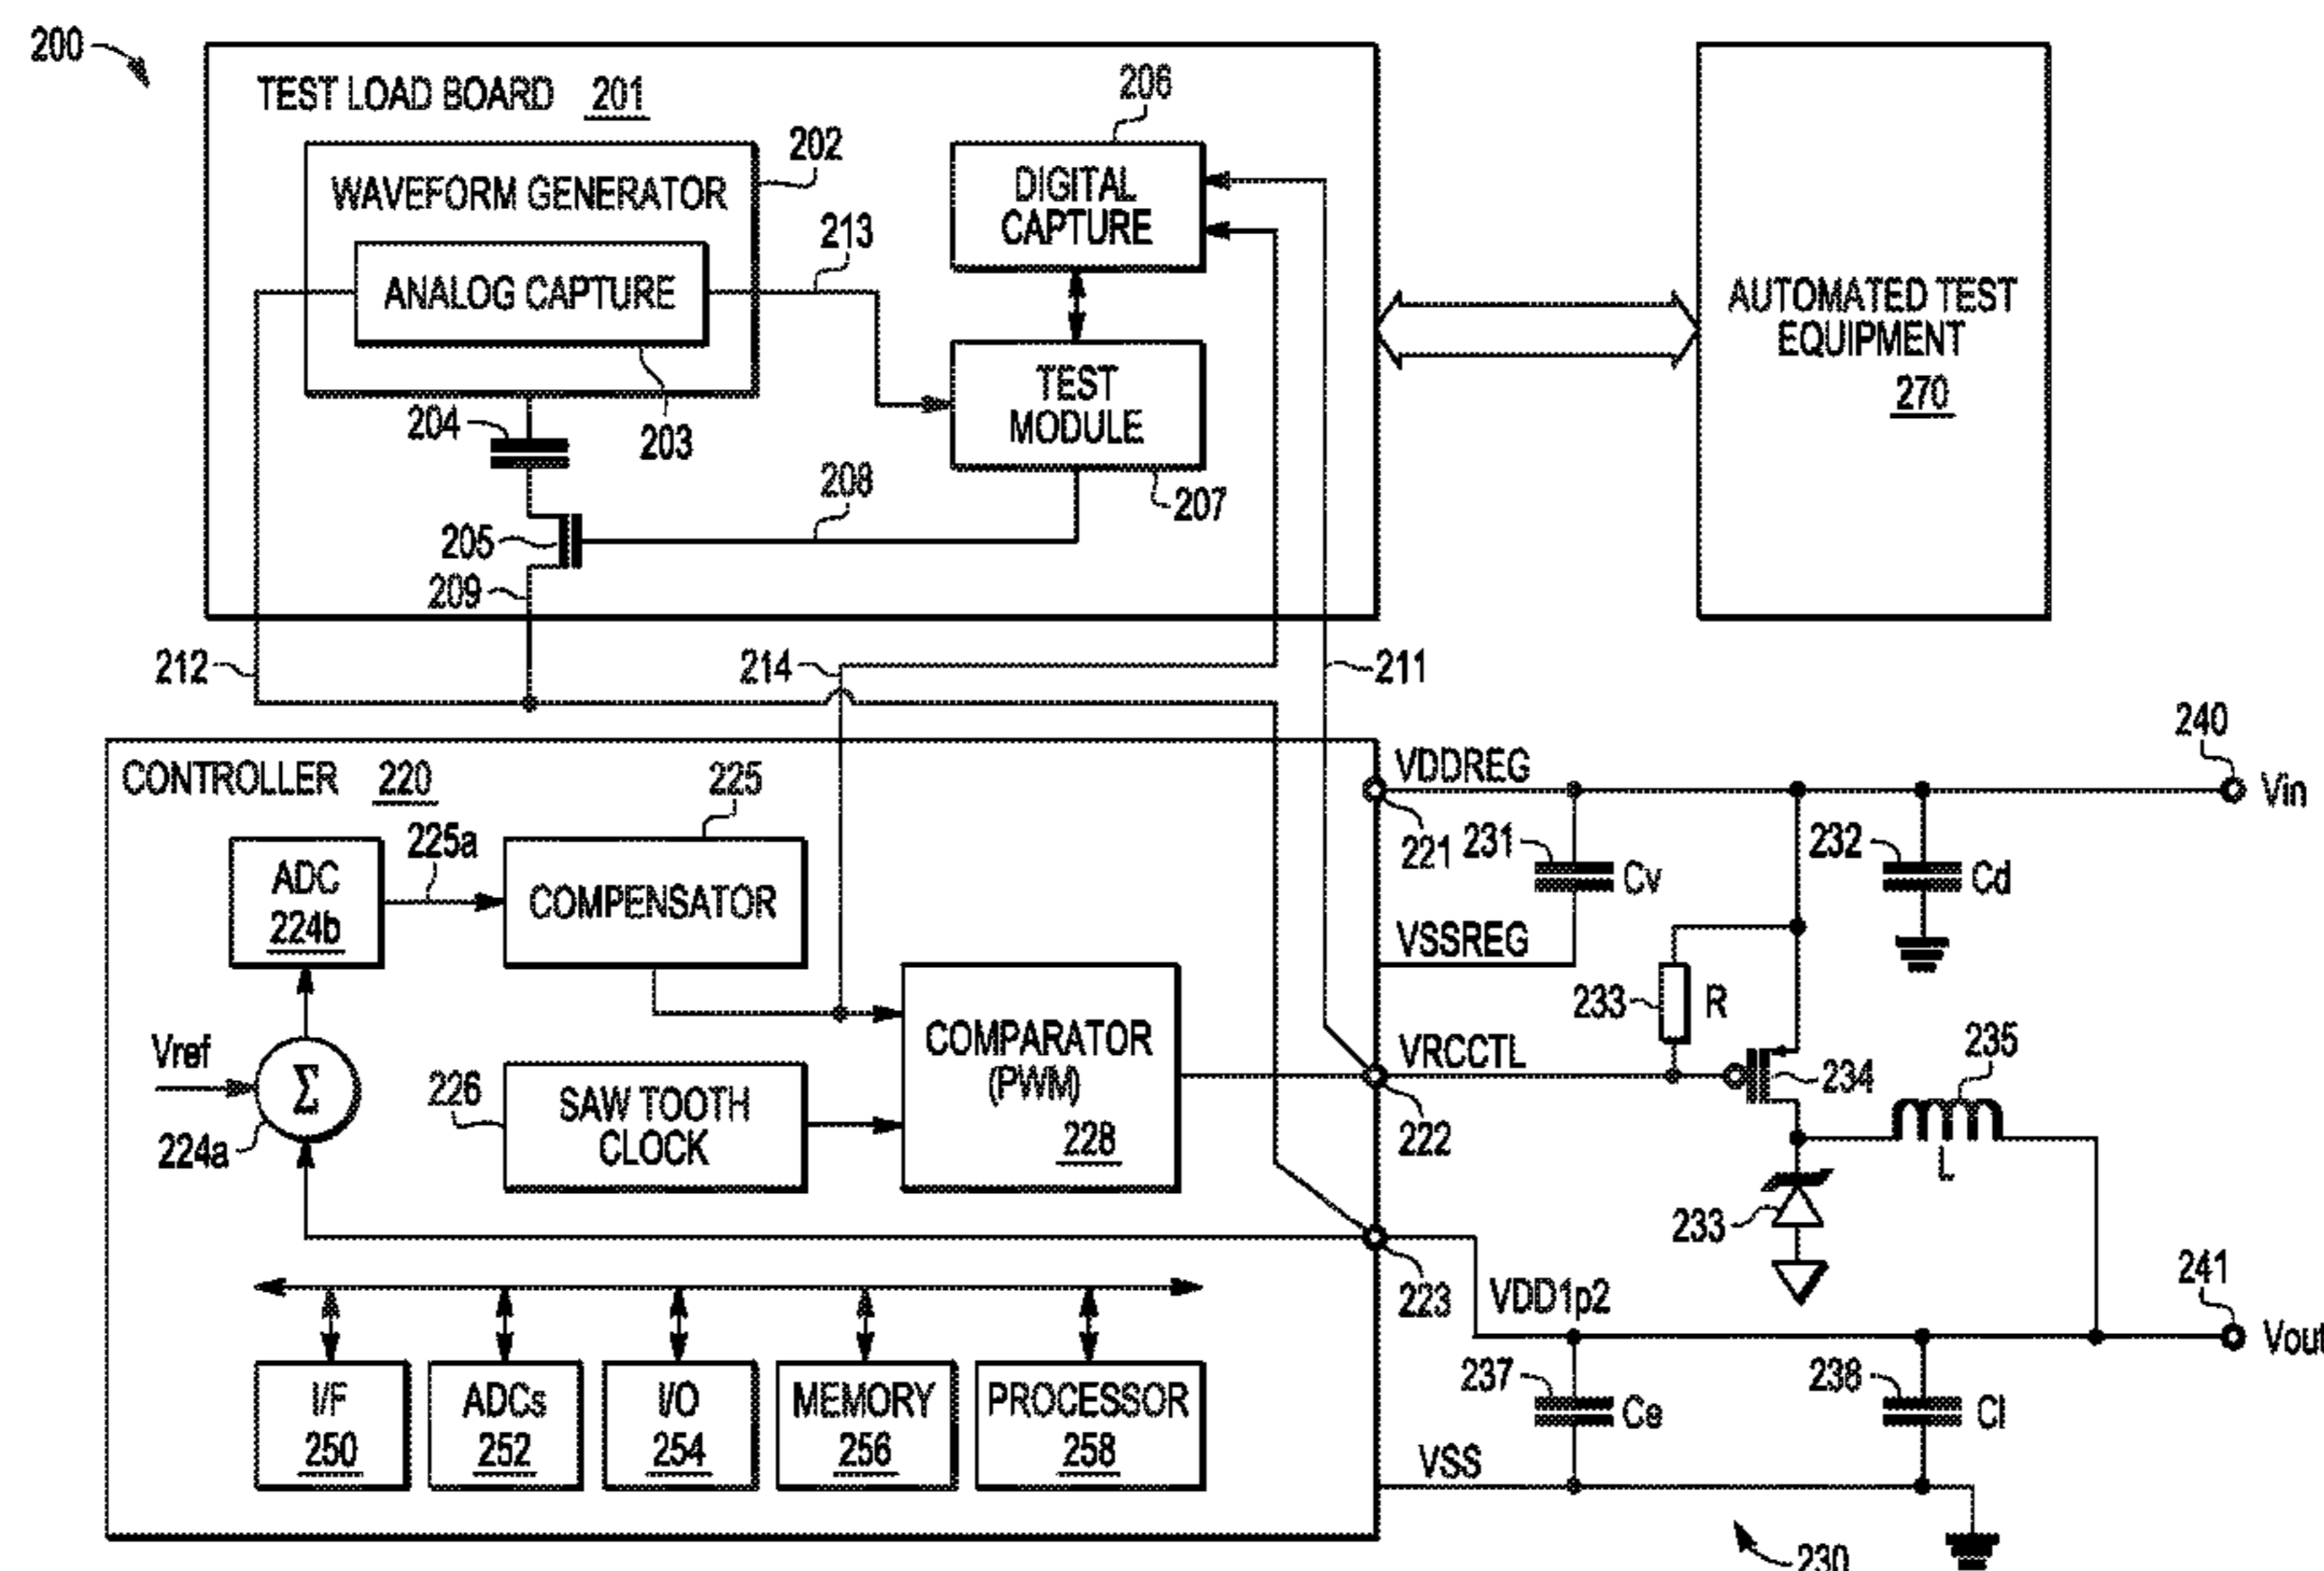 200
TEST LOAD BOARD 201
206
202
WAVEFORM GENERATOR
213
DIGITAL
CAPTURE
ANALOG CAPTURE
AUTOMATED TEST
EQUIPMENT
270
204
203
TEST
MODULE
208
207
205
209
212
214
211
240
CONTROLLER 220
225
VDDREG
Vin
ADC
224b
225a
COMPENSATOR
221
231
Cv
232
Cd
VSSREG
Vref
Σ
224a
226
SAW TOOTH
CLOCK
COMPARATOR
(PWM)
228
233
R
VRCCTL
222
234
235
L
233
223
VDD1p2
241
Vout
I/F
250
ADCs
252
I/O
254
MEMORY
256
PROCESSOR
258
237
Ce
238
Cl
VSS
230